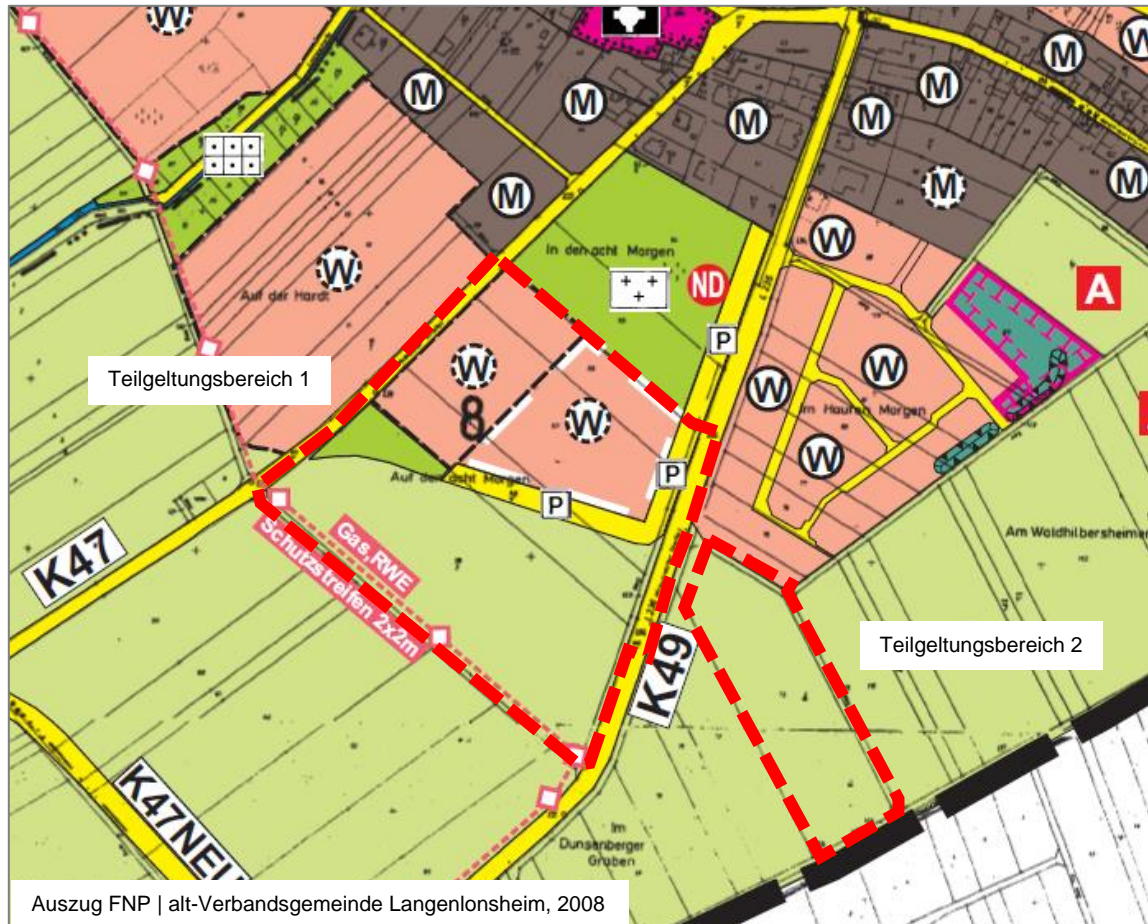 W
M
M
M
M
M
M
W
M
M
M
In den acht Morgen
ND
W
A
Auf der Hardt
W
P
Teilgeltungsbereich 1
W
W
8
W
W
Im Hauren Morgen
W
Auf den acht Morgen
P
P
Gas,RWE
Schutzstreifen 2x2m
K47
Am Waldhilbersheimer
Teilgeltungsbereich 2
K49
K47NEU
Im
Dunsenberger
Graben
Auszug FNP | alt-Verbandsgemeinde Langenlonsheim, 2008